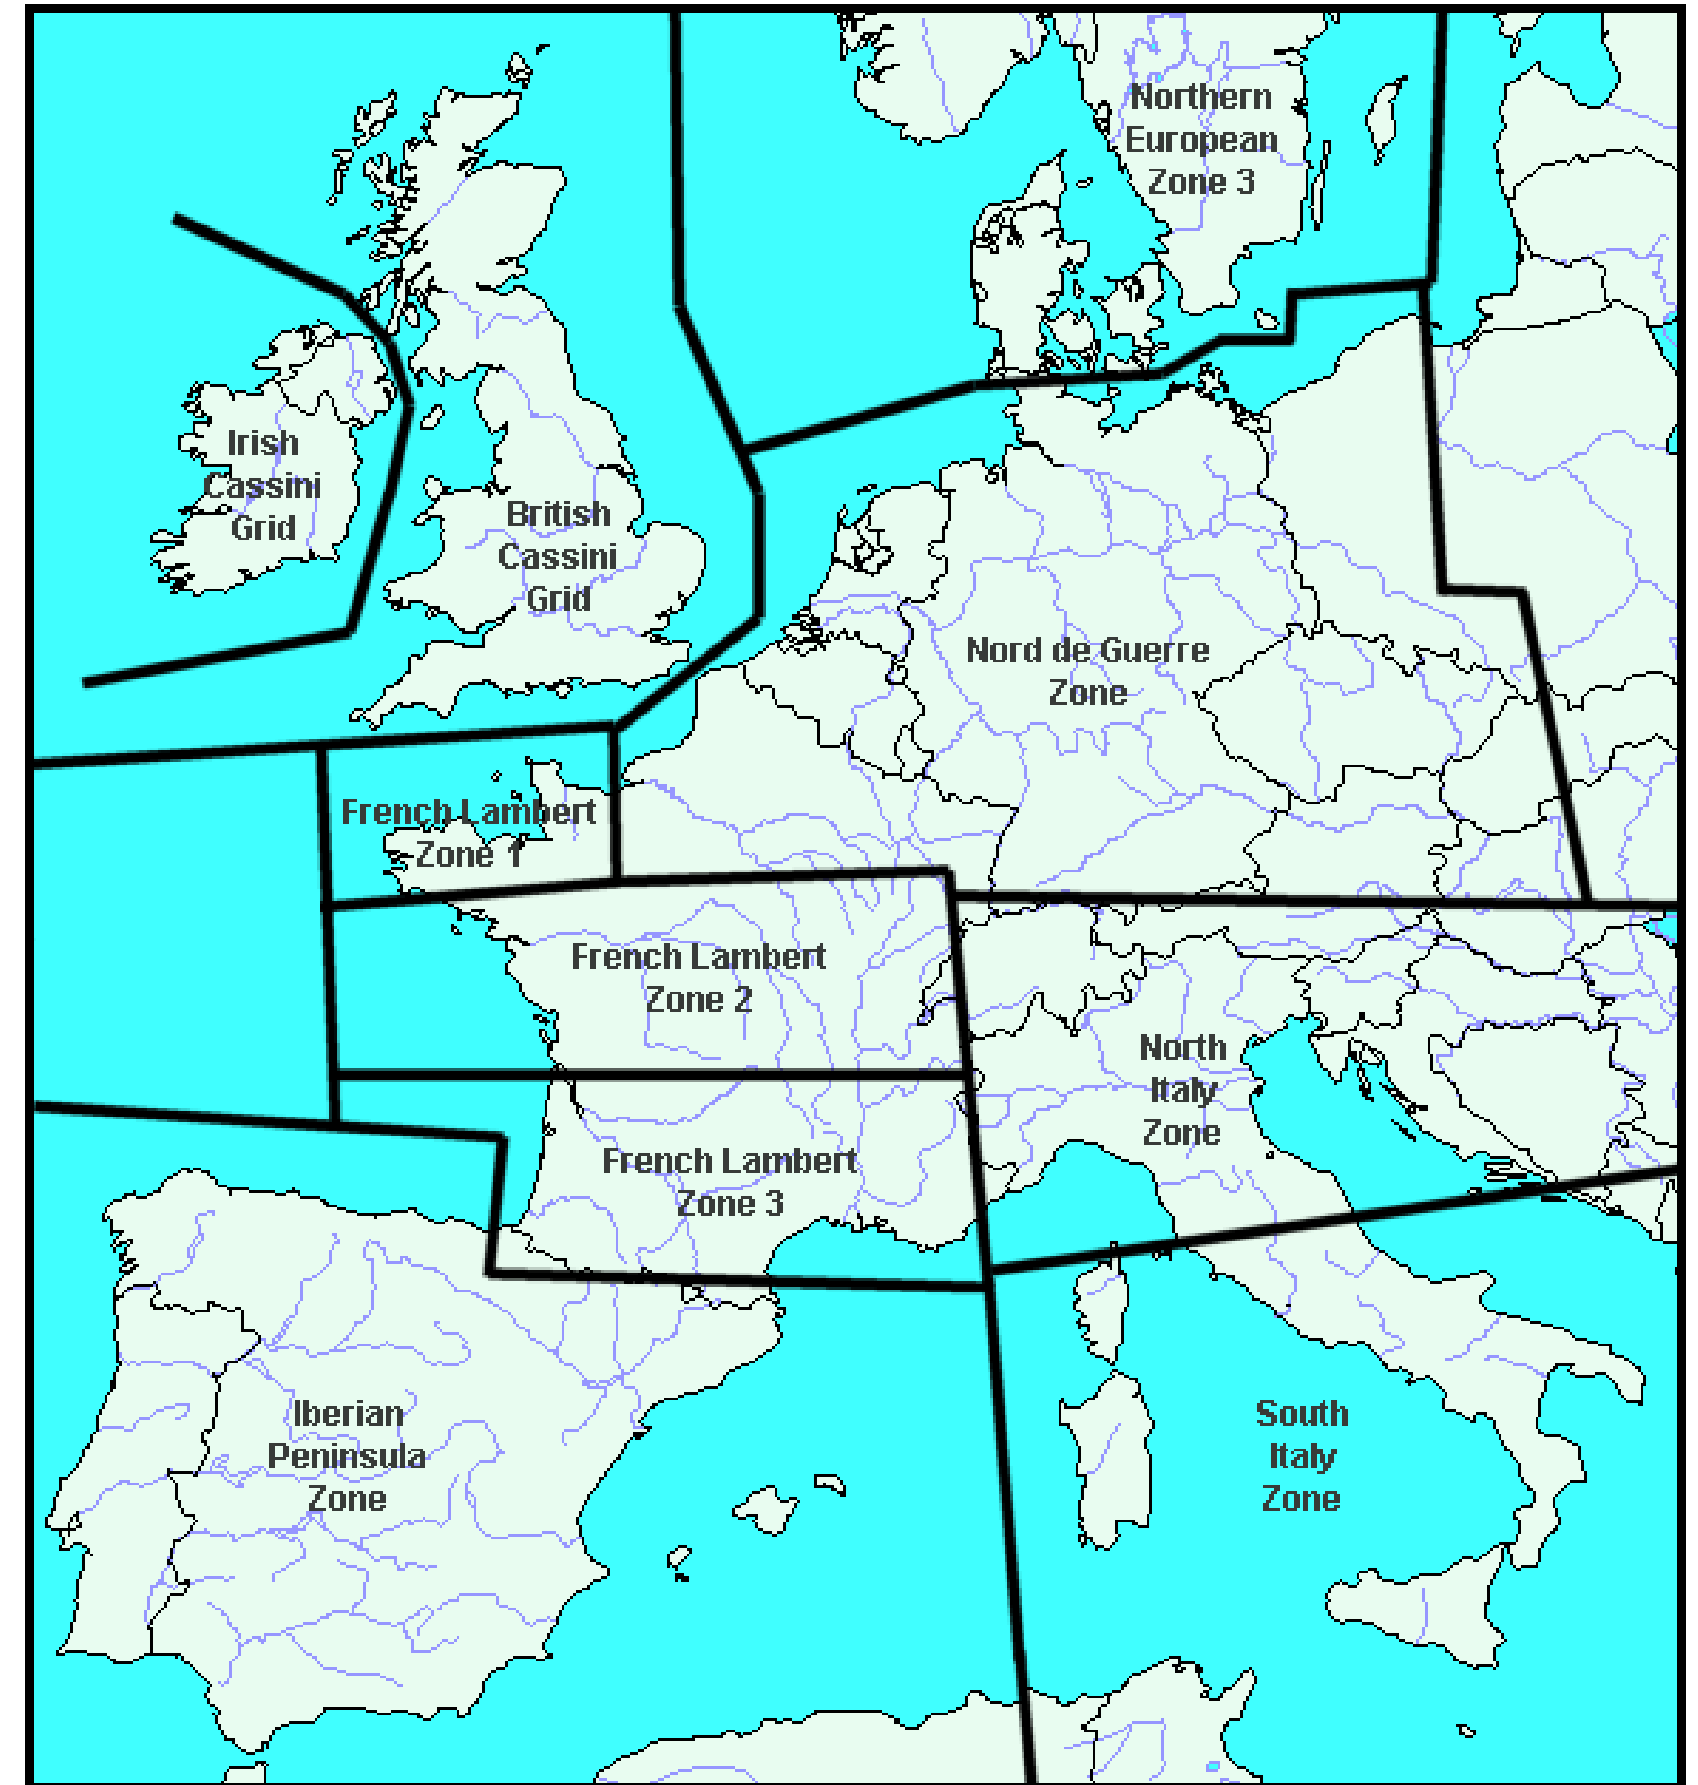 Northern
European
Zone 3
Irish
Cassini
Grid
British
Cassini
Grid
Nord de Guerre
Zone
French Lambert
Zone 1
French Lambert
Zone 2
North
Italy
Zone
French Lambert
Zone 3
Iberian
Peninsula
Zone
South
Italy
Zone